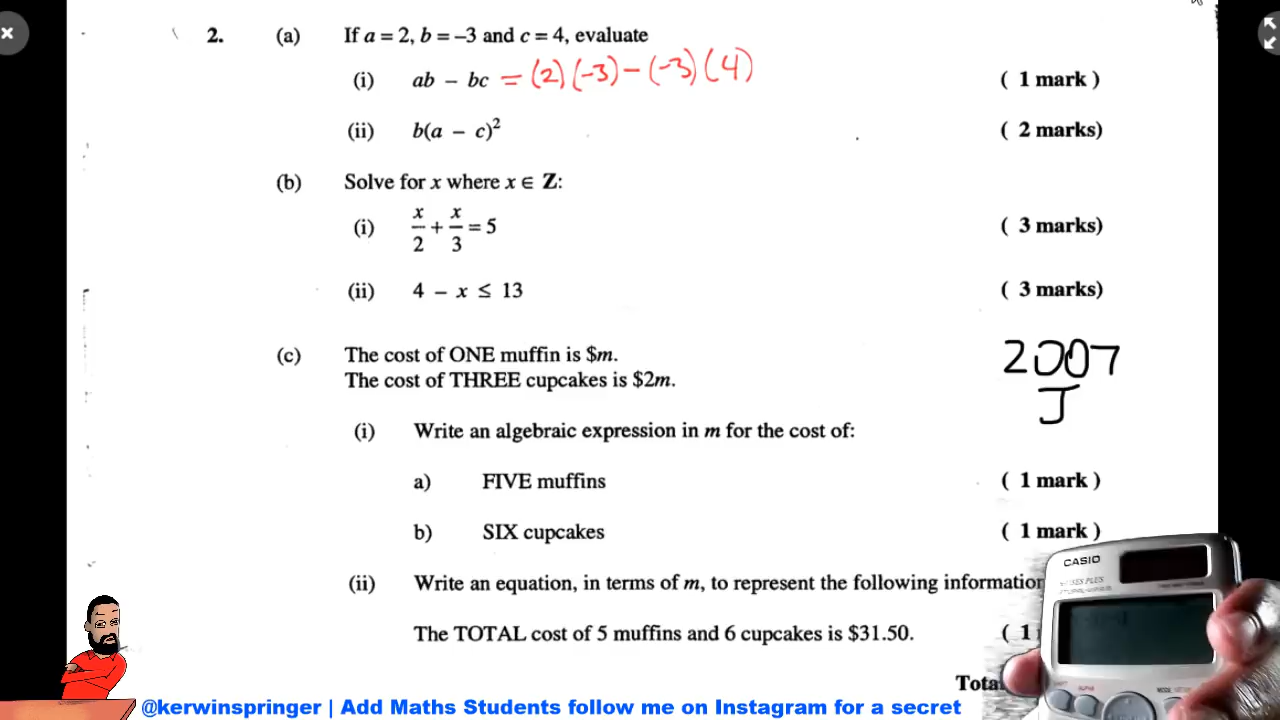 2. (a) If a = 2, b = –3 and c = 4, evaluate
(i) ab – bc = (2)(-3) - (-3)(4) ( 1 mark )
(ii) b(a – c)² ( 2 marks)
(b) Solve for x where x ∈ Z:
(i) x/2 + x/3 = 5 ( 3 marks)
(ii) 4 – x ≤ 13 ( 3 marks)
(c) The cost of ONE muffin is $m.
The cost of THREE cupcakes is $2m.
2007
J
(i) Write an algebraic expression in m for the cost of:
a) FIVE muffins ( 1 mark )
b) SIX cupcakes ( 1 mark )
CASIO
(ii) Write an equation, in terms of m, to represent the following information
The TOTAL cost of 5 muffins and 6 cupcakes is $31.50. ( 1
@kerwinspringer | Add Maths Students follow me on Instagram for a secret